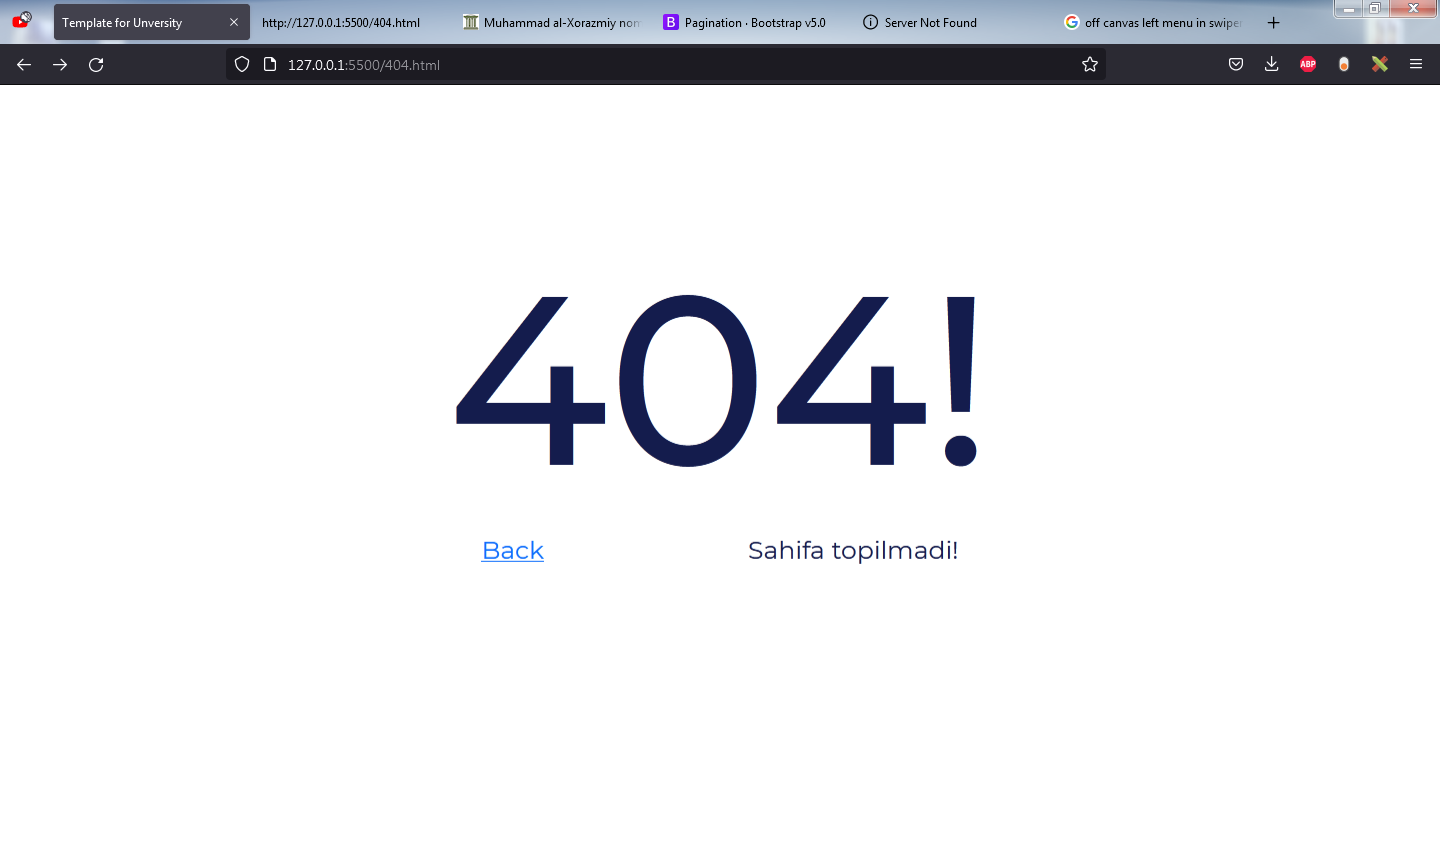 Template for Unversity
http://127.0.0.1:5500/404.html
Muhammad al-Xorazmiy nom
Pagination · Bootstrap v5.0
Server Not Found
off canvas left menu in swiper
127.0.0.1:5500/404.html
ABP
404!
Back Sahifa topilmadi!